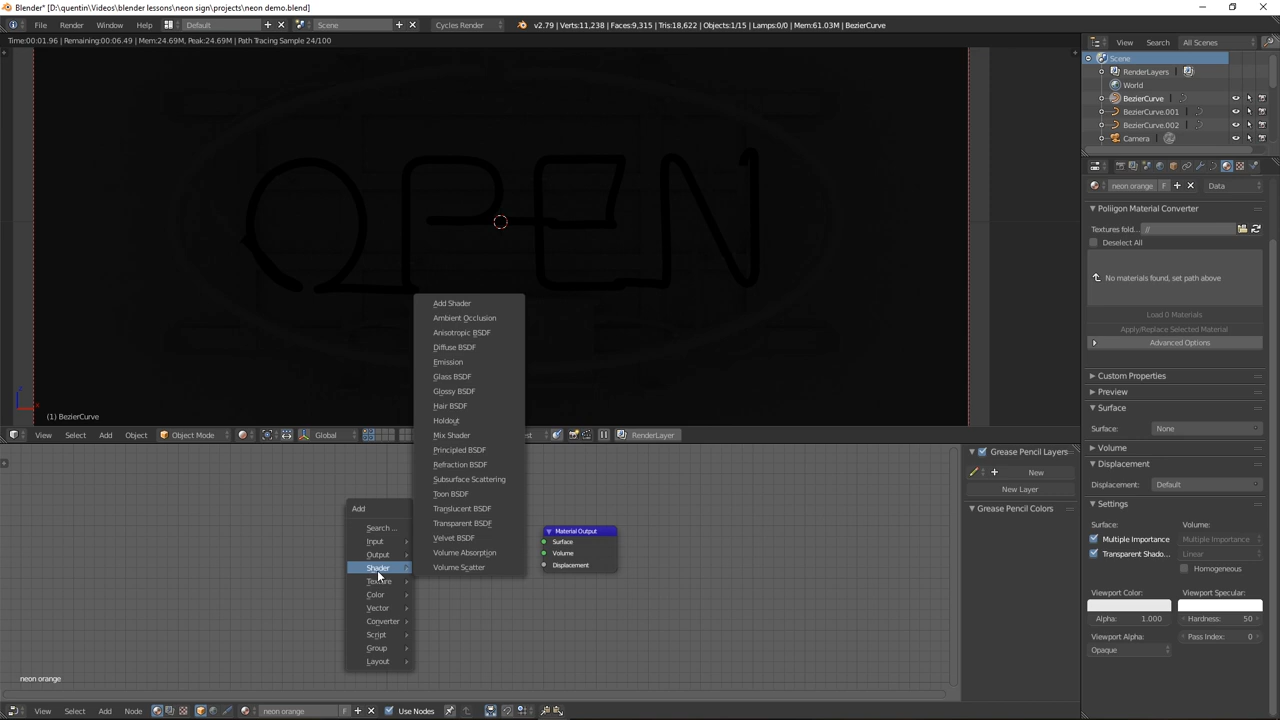 Blender* [D:\quentin\Videos\blender lessons\neon sign\projects\neon demo.blend]
File Render Window Help Default Scene Cycles Render v2.79 | Verts:11,238 | Faces:9,315 | Tris:18,622 | Objects:1/15 | Lamps:0/0 | Mem:61.03M | BezierCurve
Time:00:01.96 | Remaining:00:06.49 | Mem:24.69M, Peak:24.69M | Path Tracing Sample 24/100
View Search All Scenes
Scene
RenderLayers
World
BezierCurve
BezierCurve.001
BezierCurve.002
Camera
OPEN
neon orange F Data
Poliigon Material Converter
Textures fold... //
Deselect All
No materials found, set path above
Load 0 Materials
Apply/Replace Selected Material
Advanced Options
Custom Properties
Preview
Surface
Surface: None
Volume
Displacement
Displacement: Default
Settings
Surface: Volume:
Multiple Importance Multiple Importance
Transparent Shado... Linear
Homogeneous
Viewport Color: Viewport Specular:
Alpha: 1.000 Hardness: 50
Viewport Alpha: Pass Index: 0
Opaque
Add Shader
Ambient Occlusion
Anisotropic BSDF
Diffuse BSDF
Emission
Glass BSDF
Glossy BSDF
Hair BSDF
Holdout
Mix Shader
Principled BSDF
Refraction BSDF
Subsurface Scattering
Toon BSDF
Translucent BSDF
Transparent BSDF
Velvet BSDF
Volume Absorption
Volume Scatter
(1) BezierCurve
View Select Add Object Object Mode Global RenderLayer
Add
Search ...
Input
Output
Shader
Texture
Color
Vector
Converter
Script
Group
Layout
Material Output
Surface
Volume
Displacement
Grease Pencil Layers
New
New Layer
Grease Pencil Colors
neon orange
View Select Add Node neon orange F Use Nodes